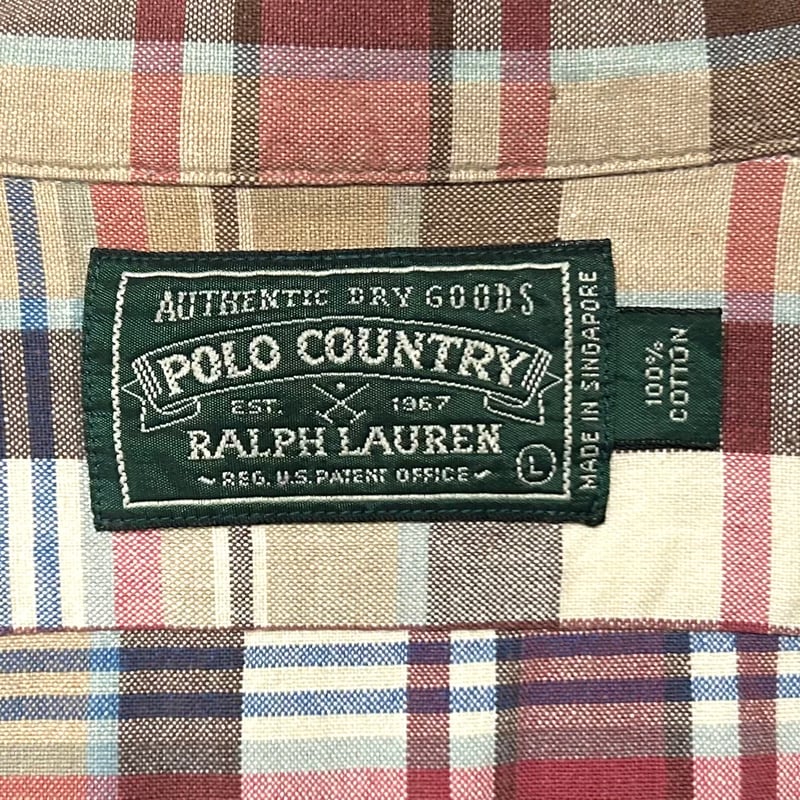 AUTHENTIC DRY GOODS
POLO COUNTRY
EST. 1967
RALPH LAUREN
~ REG. U.S. PATENT OFFICE ~
L
MADE IN SINGAPORE
100%
COTTON